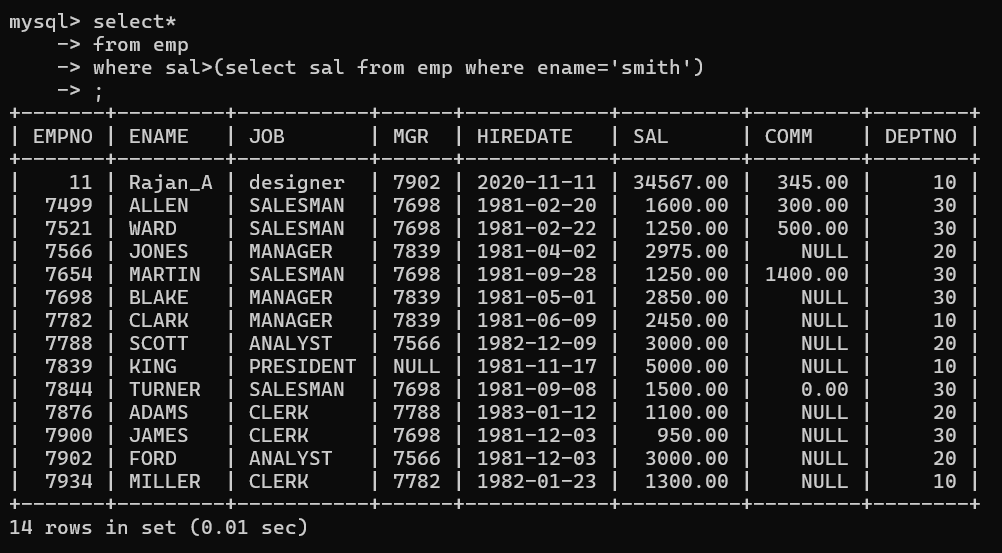 mysql> select*
    -> from emp
    -> where sal>(select sal from emp where ename='smith')
    -> ;
+-------+----------+-----------+------+------------+----------+---------+--------+
| EMPNO | ENAME    | JOB       | MGR  | HIREDATE   | SAL      | COMM    | DEPTNO |
+-------+----------+-----------+------+------------+----------+---------+--------+
|    11 | Rajan_A  | designer  | 7902 | 2020-11-11 | 34567.00 |  345.00 |     10 |
|  7499 | ALLEN    | SALESMAN  | 7698 | 1981-02-20 |  1600.00 |  300.00 |     30 |
|  7521 | WARD     | SALESMAN  | 7698 | 1981-02-22 |  1250.00 |  500.00 |     30 |
|  7566 | JONES    | MANAGER   | 7839 | 1981-04-02 |  2975.00 |    NULL |     20 |
|  7654 | MARTIN   | SALESMAN  | 7698 | 1981-09-28 |  1250.00 | 1400.00 |     30 |
|  7698 | BLAKE    | MANAGER   | 7839 | 1981-05-01 |  2850.00 |    NULL |     30 |
|  7782 | CLARK    | MANAGER   | 7839 | 1981-06-09 |  2450.00 |    NULL |     10 |
|  7788 | SCOTT    | ANALYST   | 7566 | 1982-12-09 |  3000.00 |    NULL |     20 |
|  7839 | KING     | PRESIDENT | NULL | 1981-11-17 |  5000.00 |    NULL |     10 |
|  7844 | TURNER   | SALESMAN  | 7698 | 1981-09-08 |  1500.00 |    0.00 |     30 |
|  7876 | ADAMS    | CLERK     | 7788 | 1983-01-12 |  1100.00 |    NULL |     20 |
|  7900 | JAMES    | CLERK     | 7698 | 1981-12-03 |   950.00 |    NULL |     30 |
|  7902 | FORD     | ANALYST   | 7566 | 1981-12-03 |  3000.00 |    NULL |     20 |
|  7934 | MILLER   | CLERK     | 7782 | 1982-01-23 |  1300.00 |    NULL |     10 |
+-------+----------+-----------+------+------------+----------+---------+--------+
14 rows in set (0.01 sec)